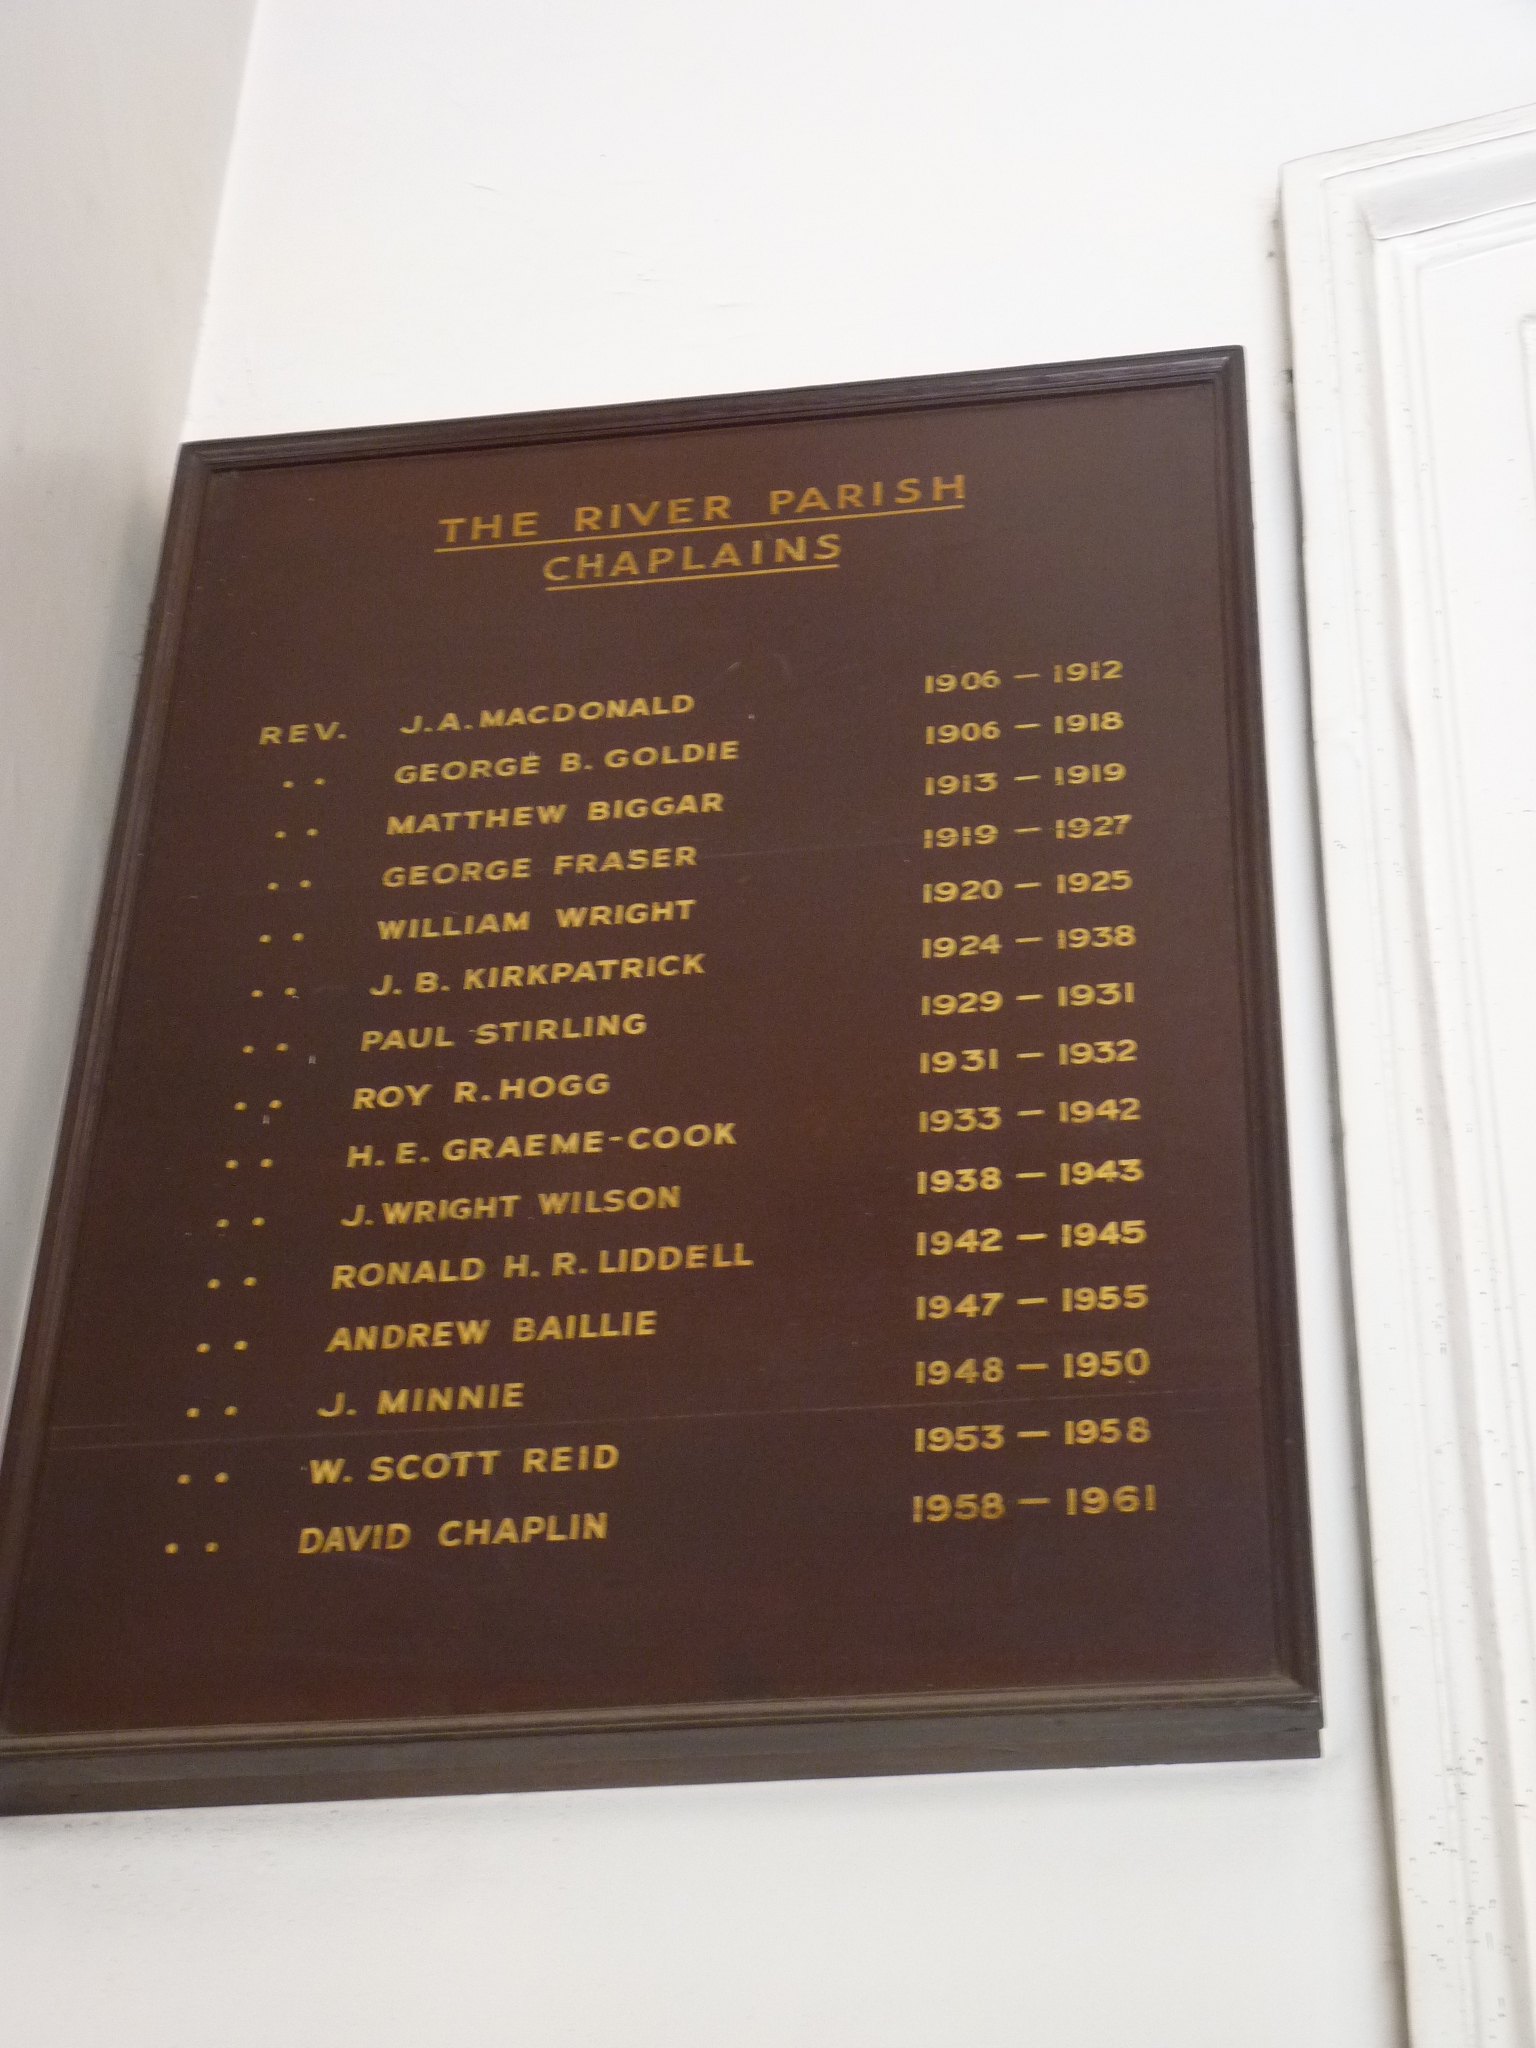 THE RIVER PARISH
CHAPLAINS
REV. J.A. MACDONALD 1906 — 1912
. . GEORGE B. GOLDIE 1906 — 1918
. . MATTHEW BIGGAR 1913 — 1919
. . GEORGE FRASER 1919 — 1927
. . WILLIAM WRIGHT 1920 — 1925
. . J. B. KIRKPATRICK 1924 — 1938
. . PAUL STIRLING 1929 — 1931
. . ROY R. HOGG 1931 — 1932
. . H. E. GRAEME-COOK 1933 — 1942
. . J. WRIGHT WILSON 1938 — 1943
. . RONALD H. R. LIDDELL 1942 — 1945
. . ANDREW BAILLIE 1947 — 1955
. . J. MINNIE 1948 — 1950
. . W. SCOTT REID 1953 — 1958
. . DAVID CHAPLIN 1958 — 1961